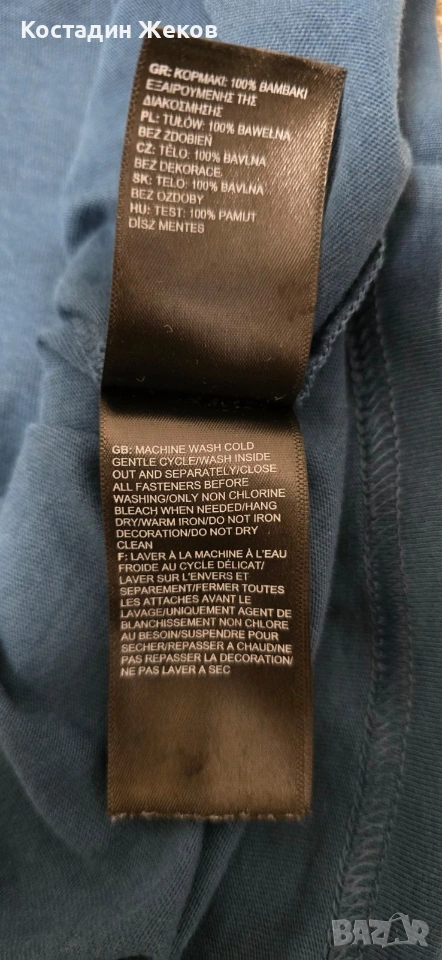 Костадин Жеков
GR: ΚΟΡΜΑΚΙ: 100% ΒΑΜΒΑΚΙ
ΕΞΑΙΡΟΥΜΕΝΗΣ ΤΗΣ
ΔΙΑΚΟΣΜΗΣΗΣ
PL: TUŁÓW: 100% BAWEŁNA
BEZ ZDOBIEŃ
CZ: TĚLO: 100% BAVLNA
BEZ DEKORACE
SK: TELO: 100% BAVLNA
BEZ OZDOBY
HU: TEST: 100% PAMUT
DÍSZ MENTES
GB: MACHINE WASH COLD
GENTLE CYCLE/WASH INSIDE
OUT AND SEPARATELY/CLOSE
ALL FASTENERS BEFORE
WASHING/ONLY NON CHLORINE
BLEACH WHEN NEEDED/HANG
DRY/WARM IRON/DO NOT IRON
DECORATION/DO NOT DRY
CLEAN
F: LAVER À LA MACHINE À L'EAU
FROIDE AU CYCLE DÉLICAT/
LAVER SUR L'ENVERS ET
SEPAREMENT/FERMER TOUTES
LES ATTACHES AVANT LE
LAVAGE/UNIQUEMENT AGENT DE
BLANCHISSEMENT NON CHLORE
AU BESOIN/SUSPENDRE POUR
SECHER/REPASSER A CHAUD/NE
PAS REPASSER LA DECORATION/
NE PAS LAVER A SEC
BAZAR